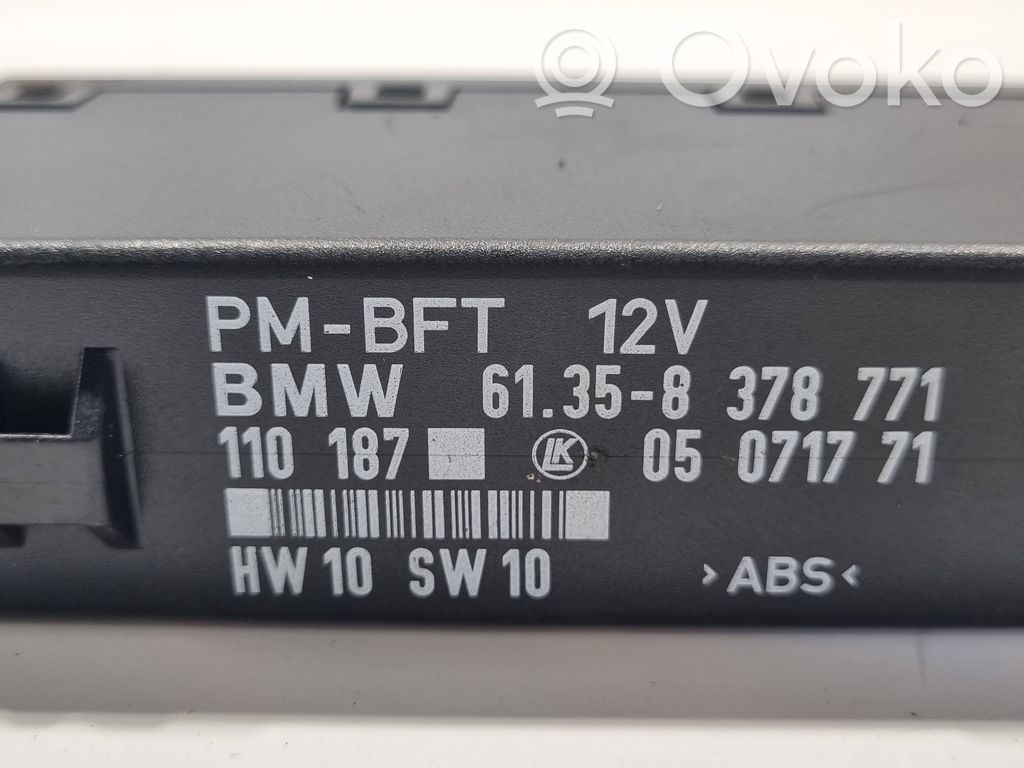 Ovoko
PM-BFT 12V
BMW 61.35-8 378 771
110 187 LK 05 0717 71
HW 10 SW 10 >ABS<